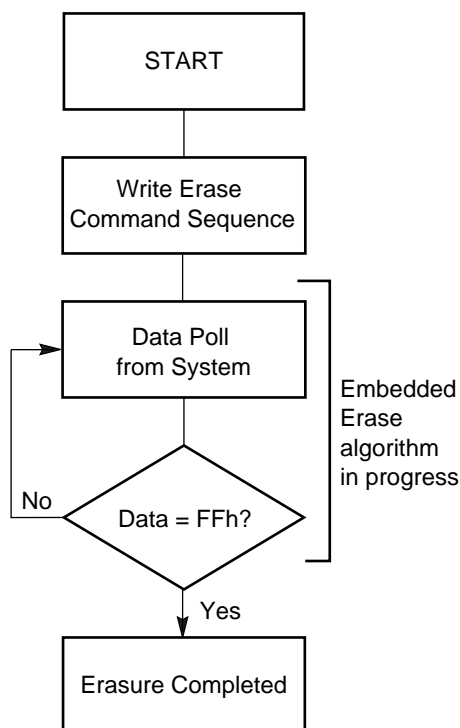 START
Write Erase
Command Sequence
Data Poll
from System
Embedded
Erase
algorithm
in progress
No
Data = FFh?
Yes
Erasure Completed